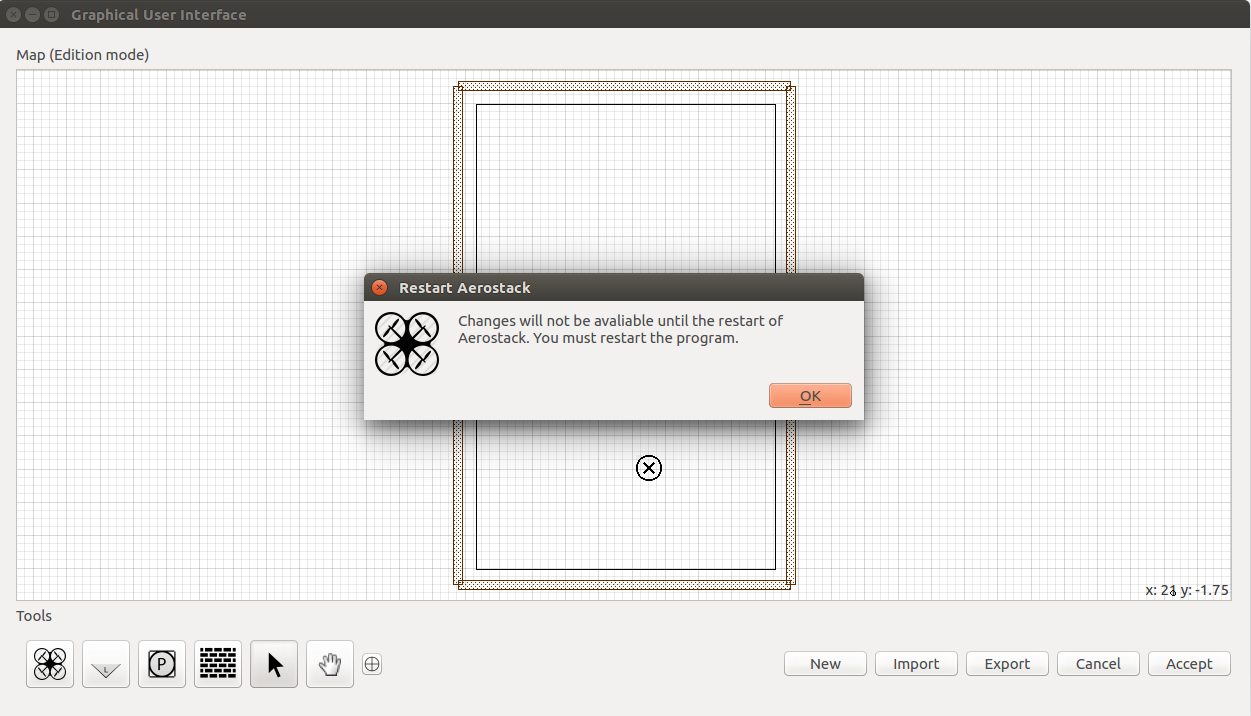 Graphical User Interface
Map (Edition mode)
Restart Aerostack
Changes will not be avaliable until the restart of
Aerostack. You must restart the program.
OK
x: 21 y: -1.75
Tools
L
P
New
Import
Export
Cancel
Accept